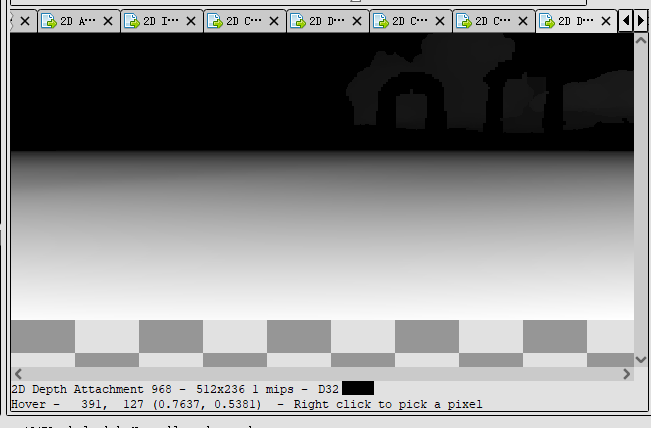 2D A··· 2D I··· 2D C··· 2D D··· 2D C··· 2D C··· 2D D···
2D Depth Attachment 968 - 512x236 1 mips - D32
Hover - 391, 127 (0.7637, 0.5381) - Right click to pick a pixel